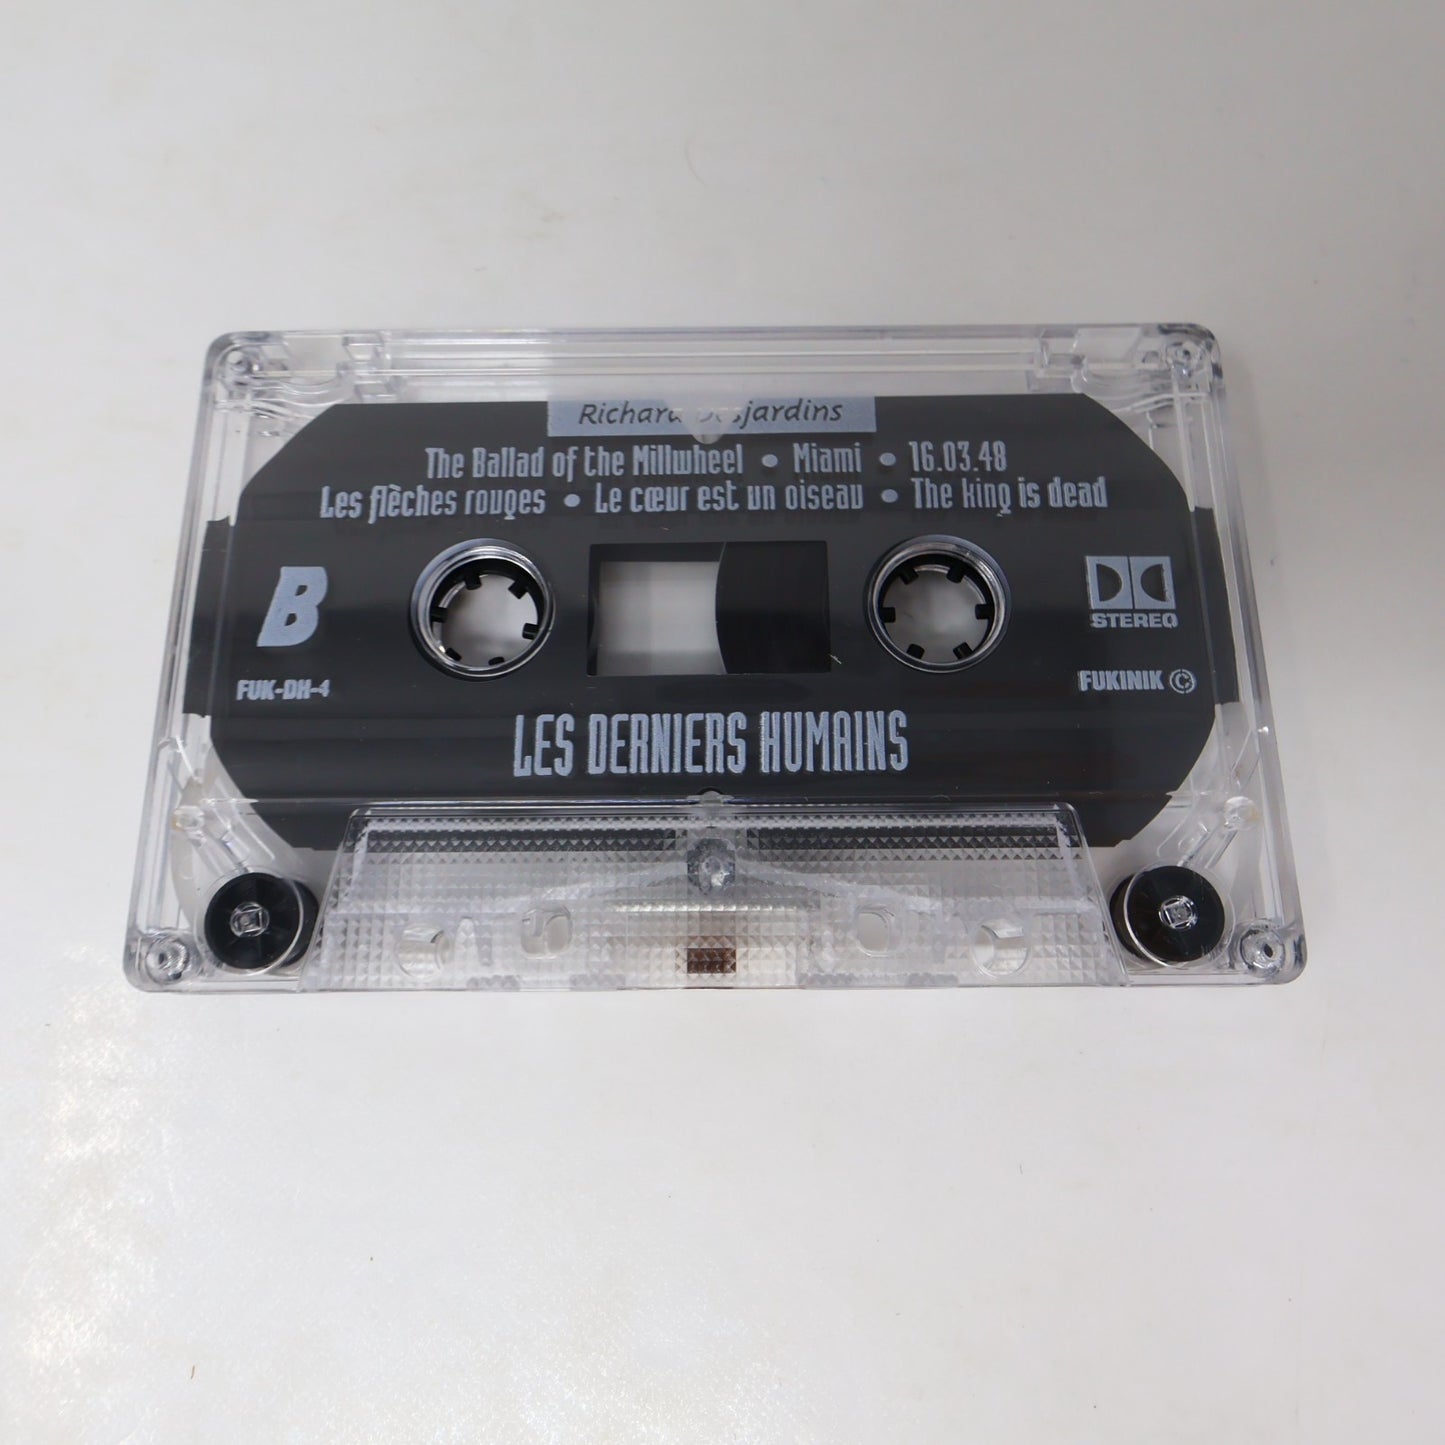 Richard Desjardins
The Ballad of the Millwheel • Miami • 16.03.48
Les flèches rouges • Le cœur est un oiseau • The king is dead
B
STEREO
FUK-DH-4
FUKINIK ©
LES DERNIERS HUMAINS